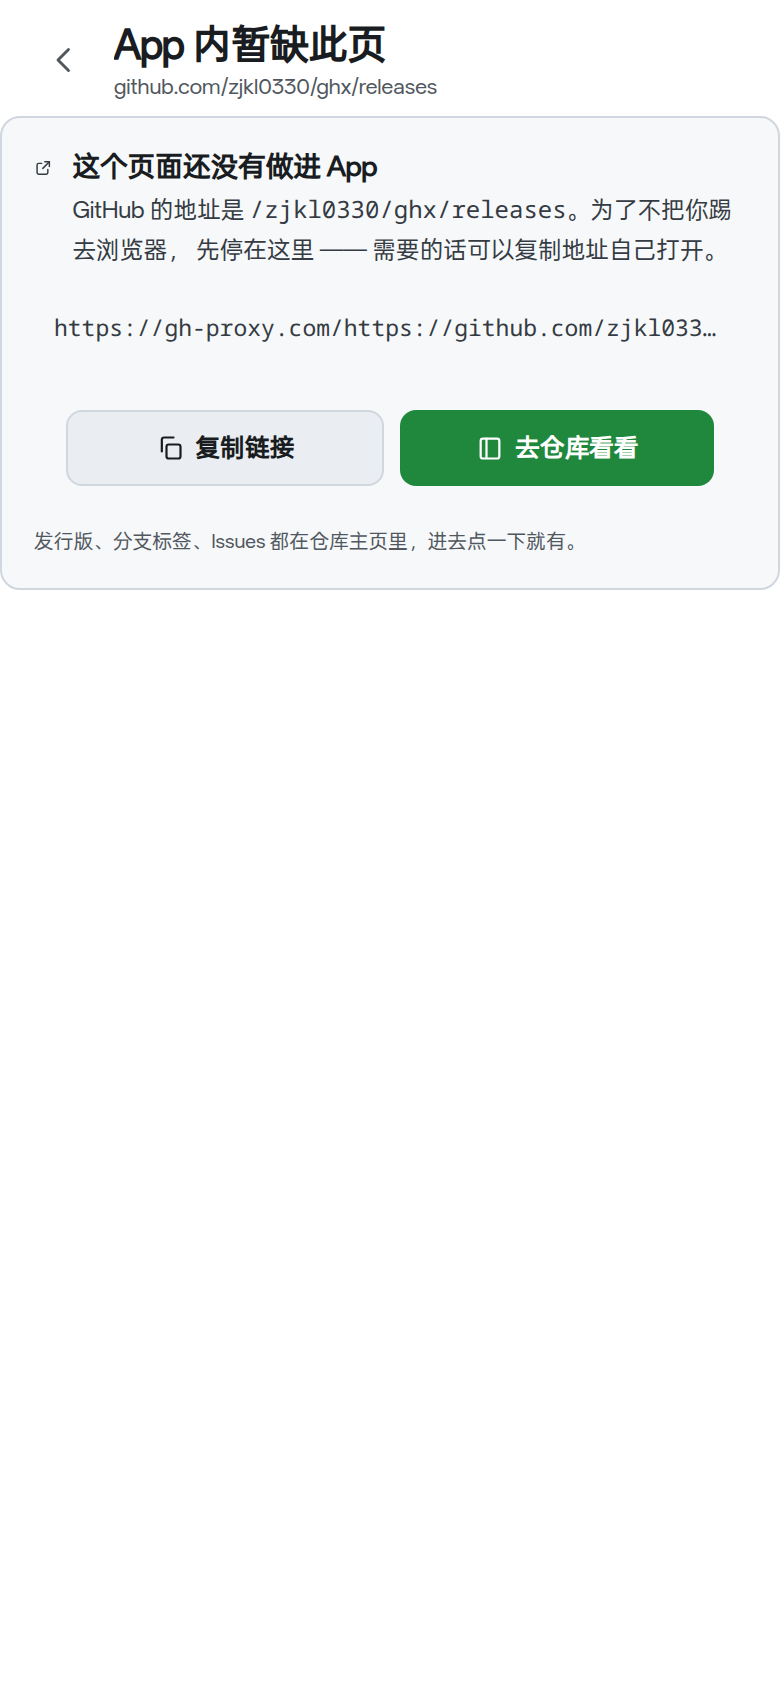 App 内暂缺此页
github.com/zjkl0330/ghx/releases
这个页面还没有做进 App
GitHub 的地址是 /zjkl0330/ghx/releases。为了不把你踢
去浏览器， 先停在这里 —— 需要的话可以复制地址自己打开。
https://gh-proxy.com/https://github.com/zjkl033…
复制链接
去仓库看看
发行版、分支标签、Issues 都在仓库主页里，进去点一下就有。